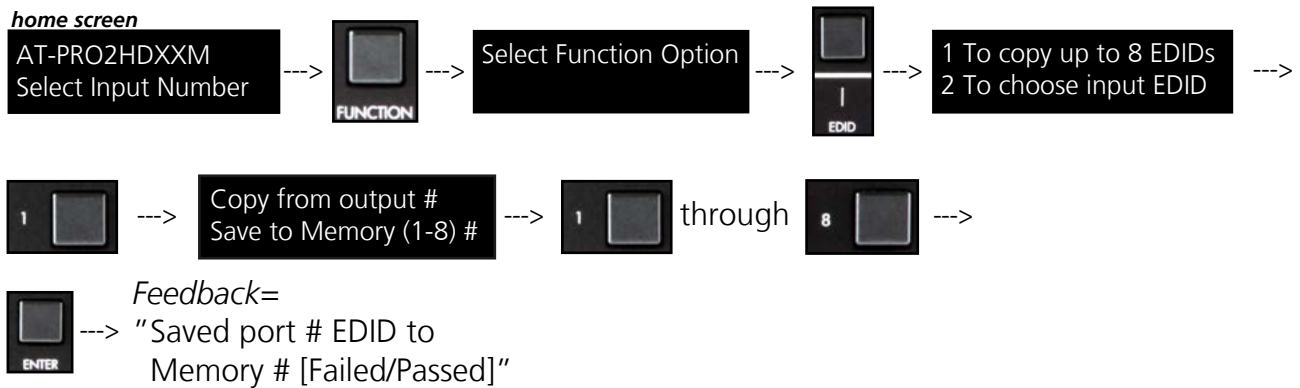 home screen
AT-PRO2HDXXM
Select Input Number
--->
FUNCTION
--->
Select Function Option
--->
|
EDID
--->
1 To copy up to 8 EDIDs
2 To choose input EDID
--->
1
--->
Copy from output #
Save to Memory (1-8) #
--->
1
through
8
--->
ENTER
--->
Feedback=
"Saved port # EDID to
Memory # [Failed/Passed]"